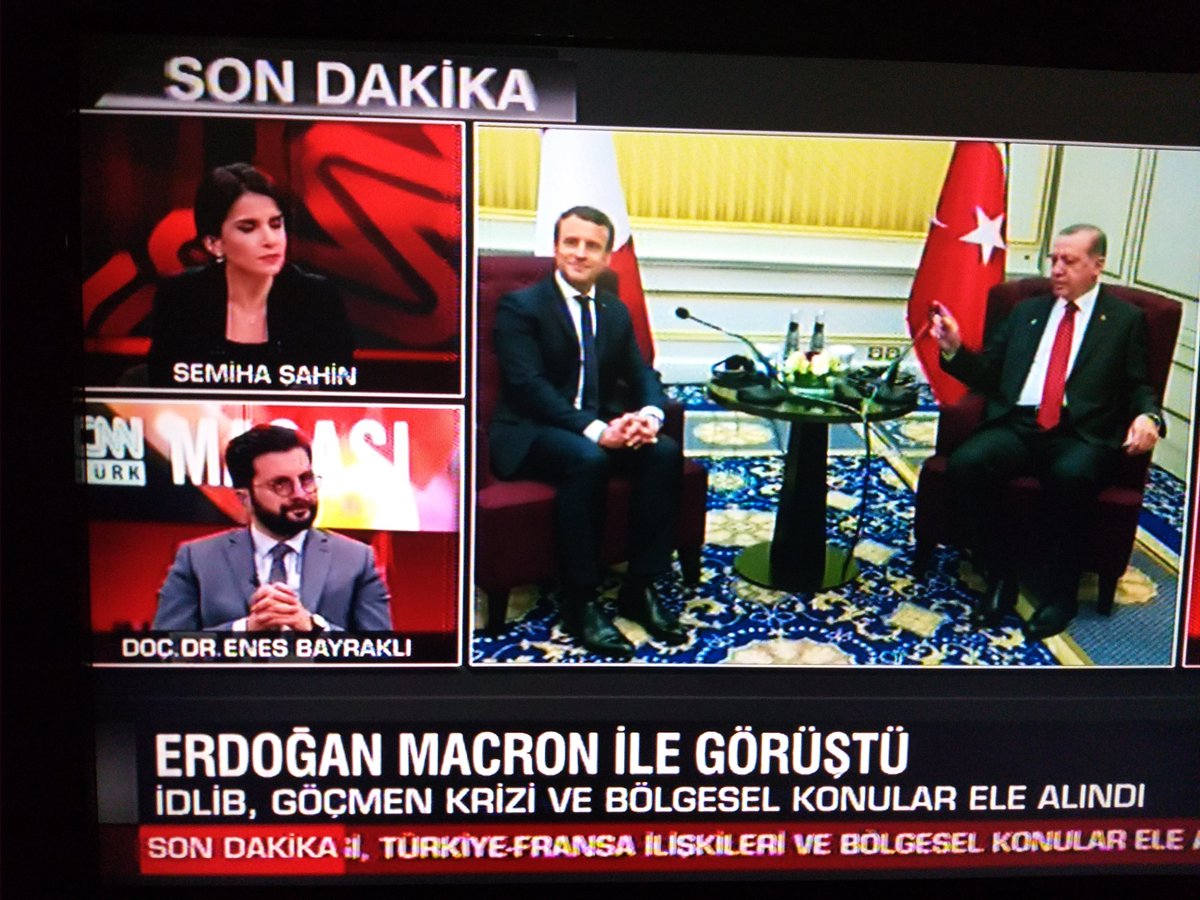 SON DAKİKA
SEMİHA ŞAHİN
CNN
TÜRK
MASASI
DOÇ.DR.ENES BAYRAKLI
ERDOĞAN MACRON İLE GÖRÜŞTÜ
İDLİB, GÖÇMEN KRİZİ VE BÖLGESEL KONULAR ELE ALINDI
SON DAKİKA TÜRKİYE-FRANSA İLİŞKİLERİ VE BÖLGESEL KONULAR ELE